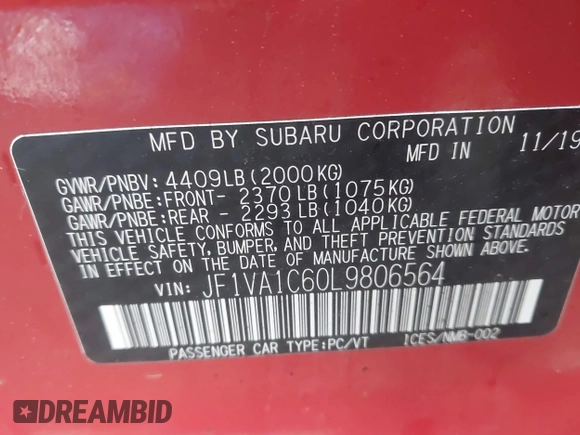 MFD BY SUBARU CORPORATION
MFD IN 11/19
GVWR/PNBV: 4409LB(2000KG)
GAWR/PNBE:FRONT- 2370LB(1075KG)
GAWR/PNBE:REAR - 2293LB(1040KG)
THIS VEHICLE CONFORMS TO ALL APPLICABLE FEDERAL MOTOR
VEHICLE SAFETY, BUMPER, AND THEFT PREVENTION STANDARDS
IN EFFECT ON THE DATE OF MANUFACTURE SHOWN ABOVE.
VIN: JF1VA1C60L9806564
PASSENGER CAR TYPE:PC/VT ICES/NMB-002
DREAMBID